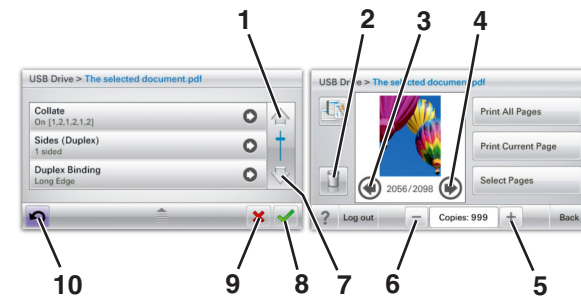 1
2
3
4
USB Drive > The selected document.pdf
Collate
On [1,2,1,2,1,2]
Sides (Duplex)
1 sided
Duplex Binding
Long Edge
USB Drive > The selected document.pdf
Print All Pages
Print Current Page
Select Pages
2056/2098
? Log out
Copies: 999
Back
10
9
8
7
6
5